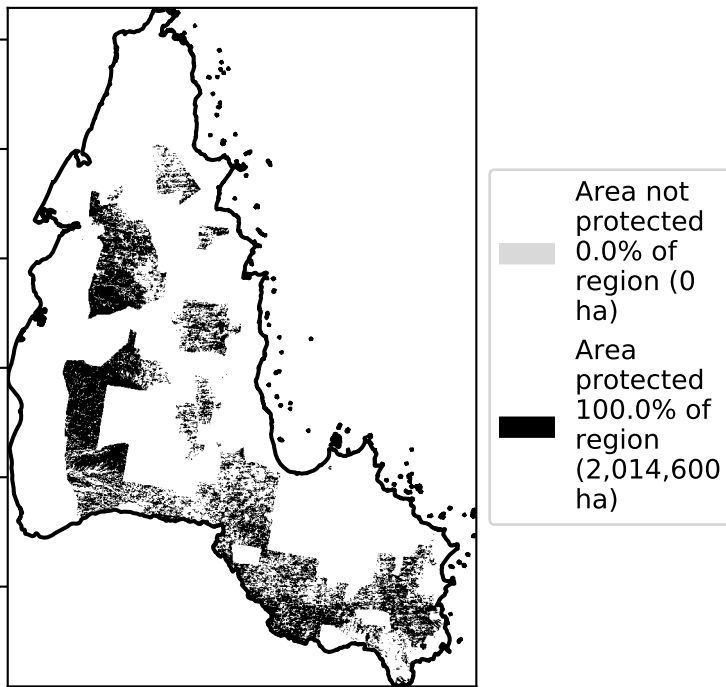 Area not
protected
0.0% of
region (0
ha)
Area
protected
100.0% of
region
(2,014,600
ha)